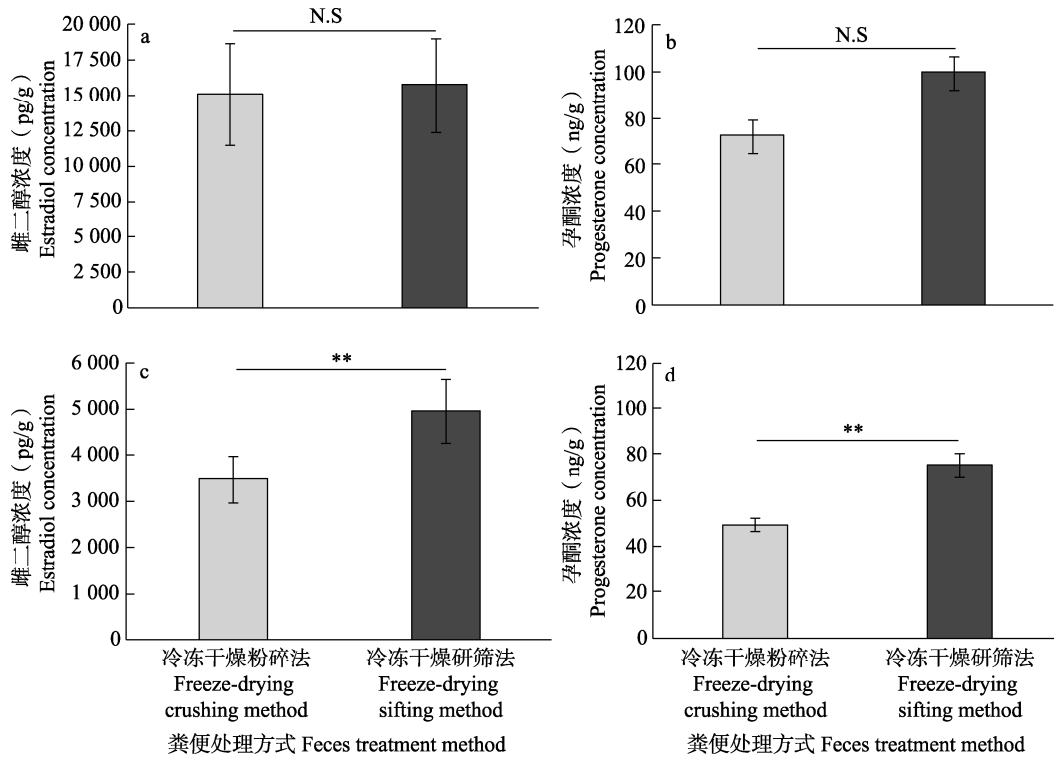 a
N.S
20 000
17 500
15 000
12 500
10 000
7 500
5 000
2 500
0
雌二醇浓度（pg/g）
Estradiol concentration
b
N.S
120
100
80
60
40
20
0
孕酮浓度（ng/g）
Progesterone concentration
c
**
6 000
5 000
4 000
3 000
2 000
1 000
0
雌二醇浓度（pg/g）
Estradiol concentration
冷冻干燥粉碎法
Freeze-drying
crushing method
冷冻干燥研筛法
Freeze-drying
sifting method
粪便处理方式 Feces treatment method
d
**
120
100
80
60
40
20
0
孕酮浓度（ng/g）
Progesterone concentration
冷冻干燥粉碎法
Freeze-drying
crushing method
冷冻干燥研筛法
Freeze-drying
sifting method
粪便处理方式 Feces treatment method